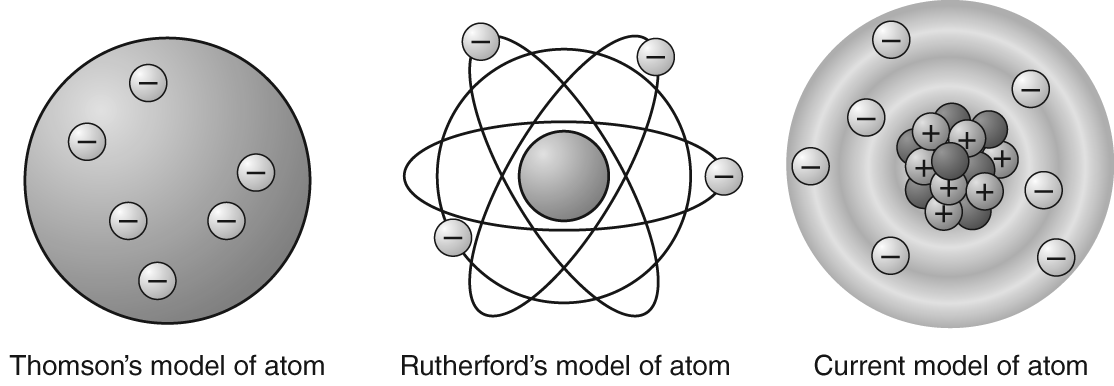 Thomson's model of atom
Rutherford's model of atom
Current model of atom